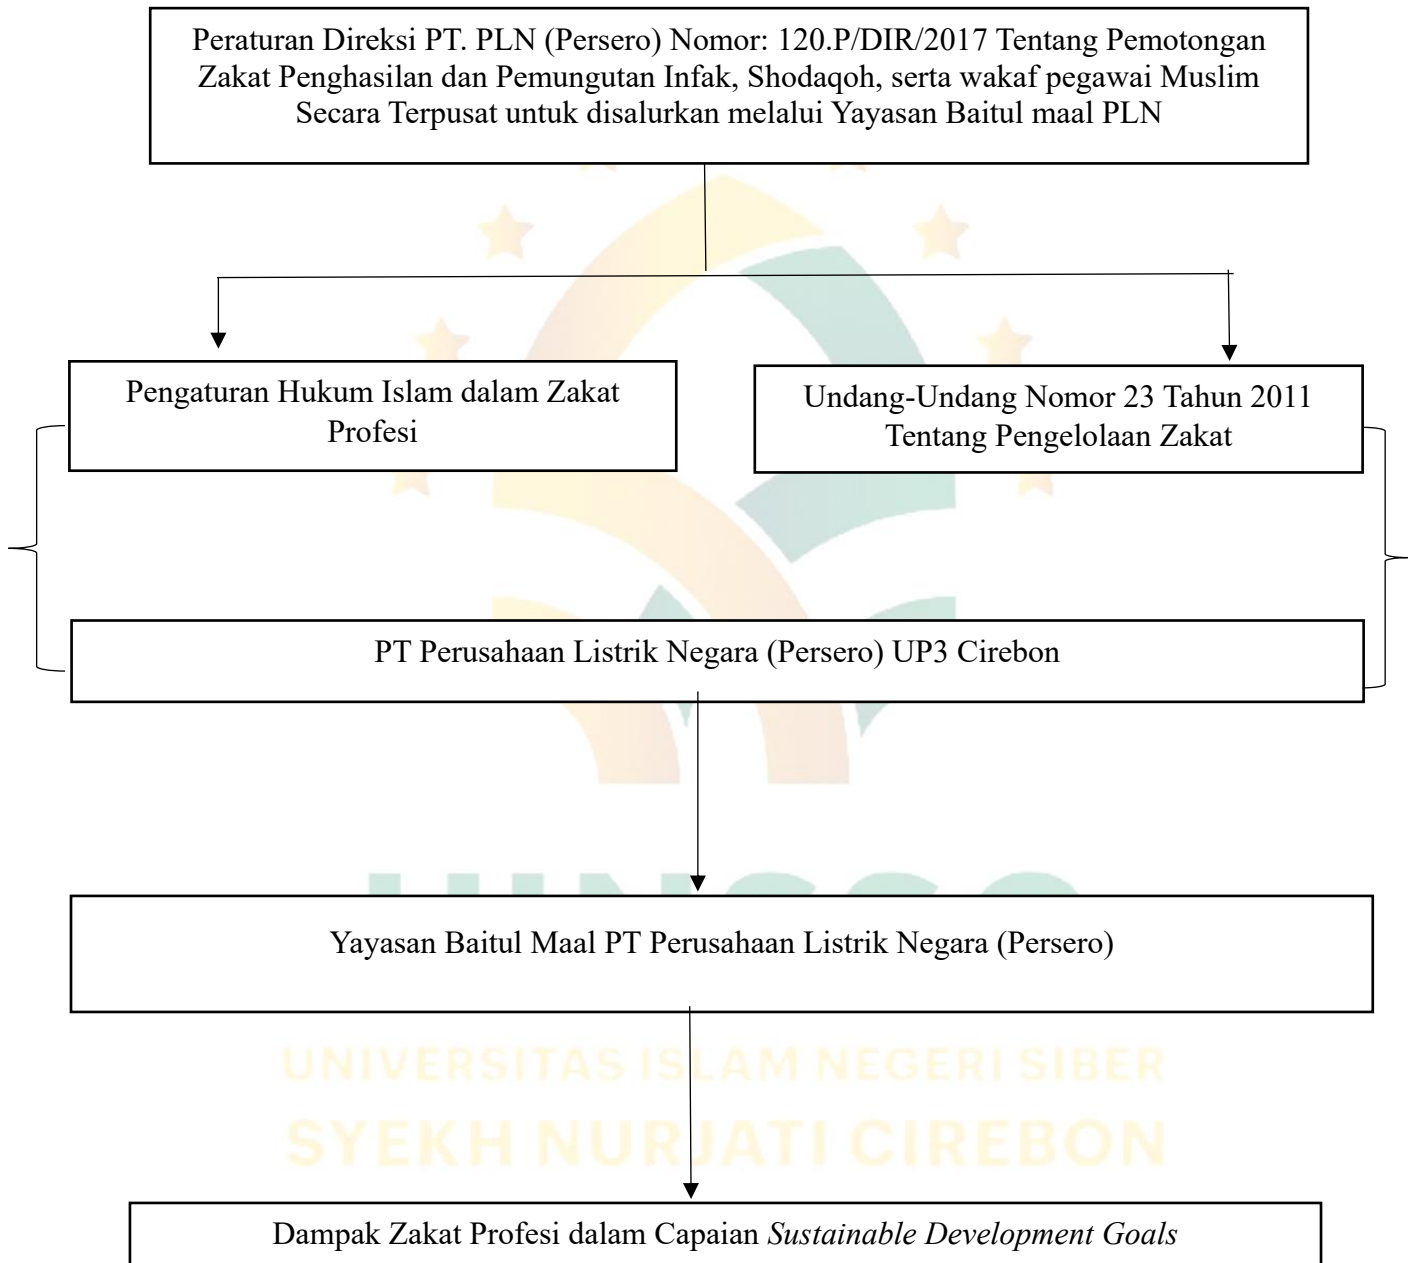 Peraturan Direksi PT. PLN (Persero) Nomor: 120.P/DIR/2017 Tentang Pemotongan
Zakat Penghasilan dan Pemungutan Infak, Shodaqoh, serta wakaf pegawai Muslim
Secara Terpusat untuk disalurkan melalui Yayasan Baitul maal PLN
Pengaturan Hukum Islam dalam Zakat
Profesi
Undang-Undang Nomor 23 Tahun 2011
Tentang Pengelolaan Zakat
PT Perusahaan Listrik Negara (Persero) UP3 Cirebon
Yayasan Baitul Maal PT Perusahaan Listrik Negara (Persero)
UNIVERSITAS ISLAM NEGERI SIBER
SYEKH NURJATI CIREBON
Dampak Zakat Profesi dalam Capaian Sustainable Development Goals